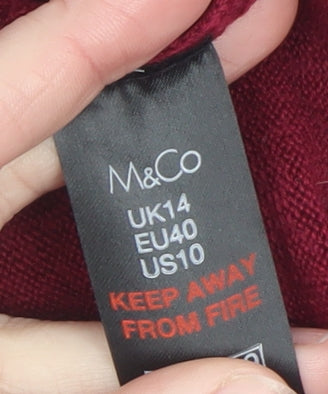 M&Co
UK14
EU40
US10
KEEP AWAY
FROM FIRE